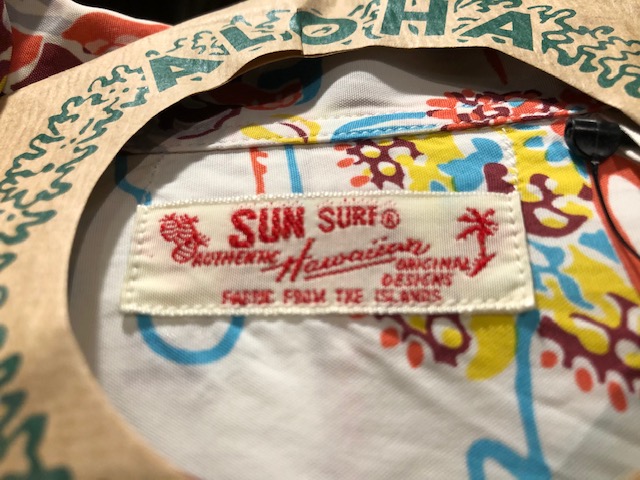 ALOHA
SUN SURF®
AUTHENTIC Hawaiian ORIGINAL
DESIGNS
FABRIC FROM THE ISLANDS